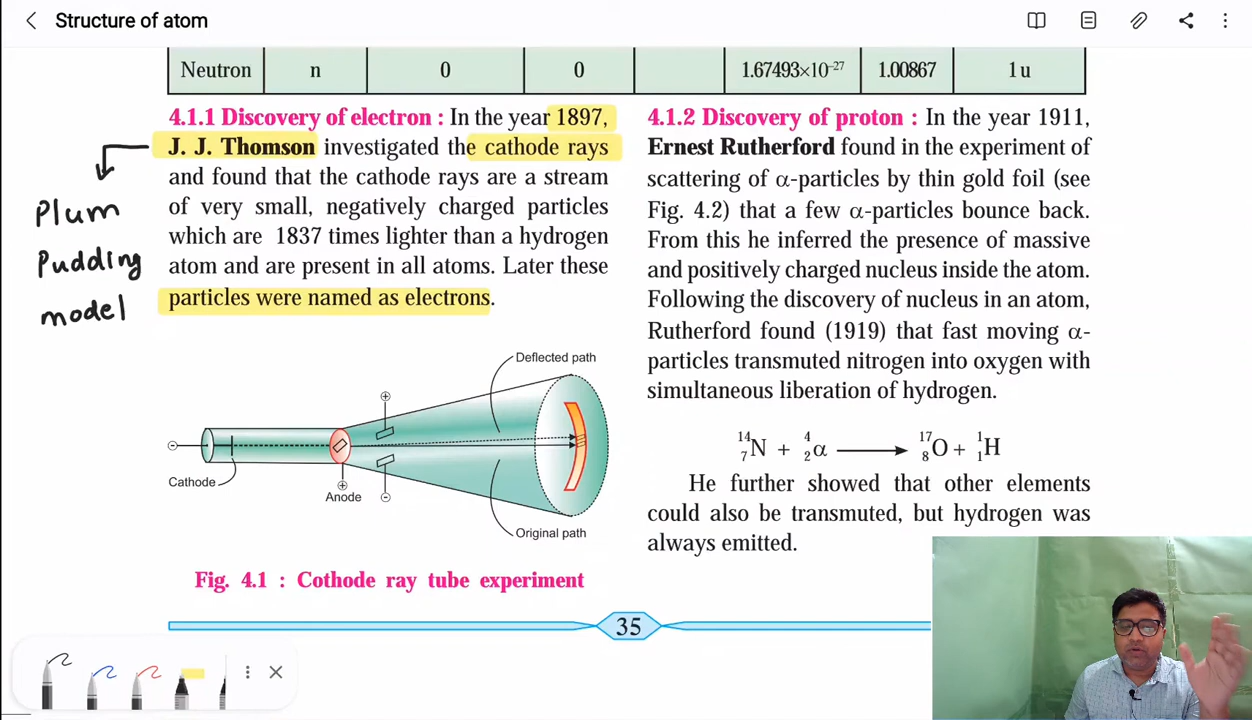 Structure of atom
Neutron n 0 0 1.67493×10⁻²⁷ 1.00867 1 u
4.1.1 Discovery of electron : In the year 1897,
J. J. Thomson investigated the cathode rays
and found that the cathode rays are a stream
of very small, negatively charged particles
which are 1837 times lighter than a hydrogen
atom and are present in all atoms. Later these
particles were named as electrons.
Plum
Pudding
model
Deflected path
⊕
⊖
Cathode
⊕
Anode
⊖
Original path
Fig. 4.1 : Cothode ray tube experiment
4.1.2 Discovery of proton : In the year 1911,
Ernest Rutherford found in the experiment of
scattering of α-particles by thin gold foil (see
Fig. 4.2) that a few α-particles bounce back.
From this he inferred the presence of massive
and positively charged nucleus inside the atom.
Following the discovery of nucleus in an atom,
Rutherford found (1919) that fast moving α-
particles transmuted nitrogen into oxygen with
simultaneous liberation of hydrogen.
¹⁴₇N + ⁴₂α ⟶ ¹⁷₈O + ¹₁H
He further showed that other elements
could also be transmuted, but hydrogen was
always emitted.
35